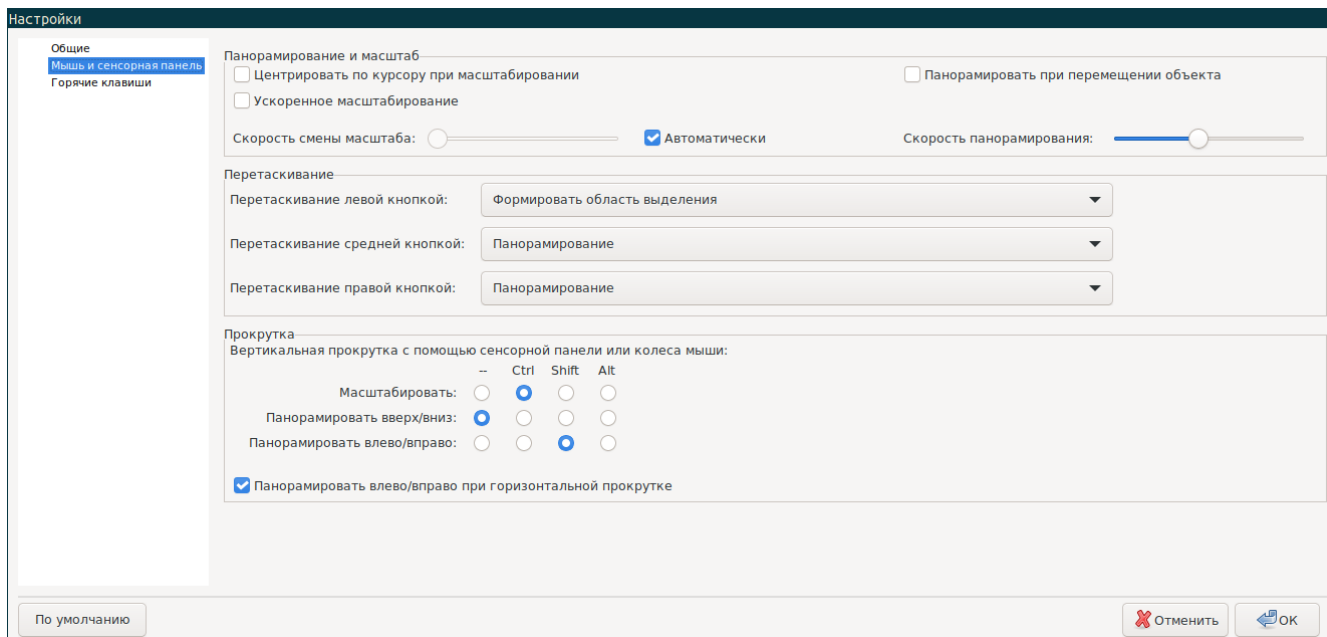 Настройки
Общие
Мышь и сенсорная панель
Горячие клавиши
Панорамирование и масштаб
Центрировать по курсору при масштабировании
Панорамировать при перемещении объекта
Ускоренное масштабирование
Скорость смены масштаба:
Автоматически
Скорость панорамирования:
Перетаскивание
Перетаскивание левой кнопкой: Формировать область выделения
Перетаскивание средней кнопкой: Панорамирование
Перетаскивание правой кнопкой: Панорамирование
Прокрутка
Вертикальная прокрутка с помощью сенсорной панели или колеса мыши:
-- Ctrl Shift Alt
Масштабировать:
Панорамировать вверх/вниз:
Панорамировать влево/вправо:
Панорамировать влево/вправо при горизонтальной прокрутке
По умолчанию
Отменить
OK